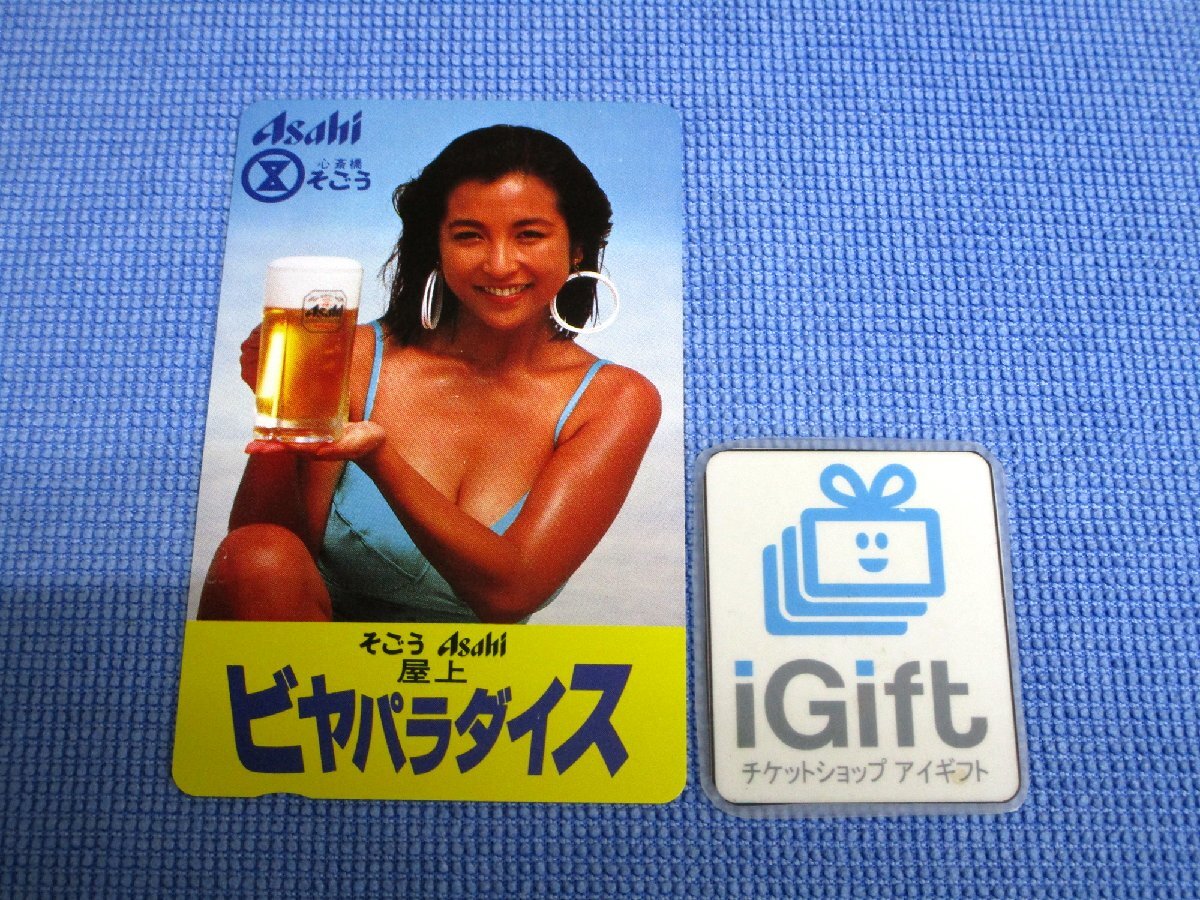 Asahi
心斎橋
そごう
Asahi
そごう Asahi
屋上
ビヤパラダイス
iGift
チケットショップ アイギフト